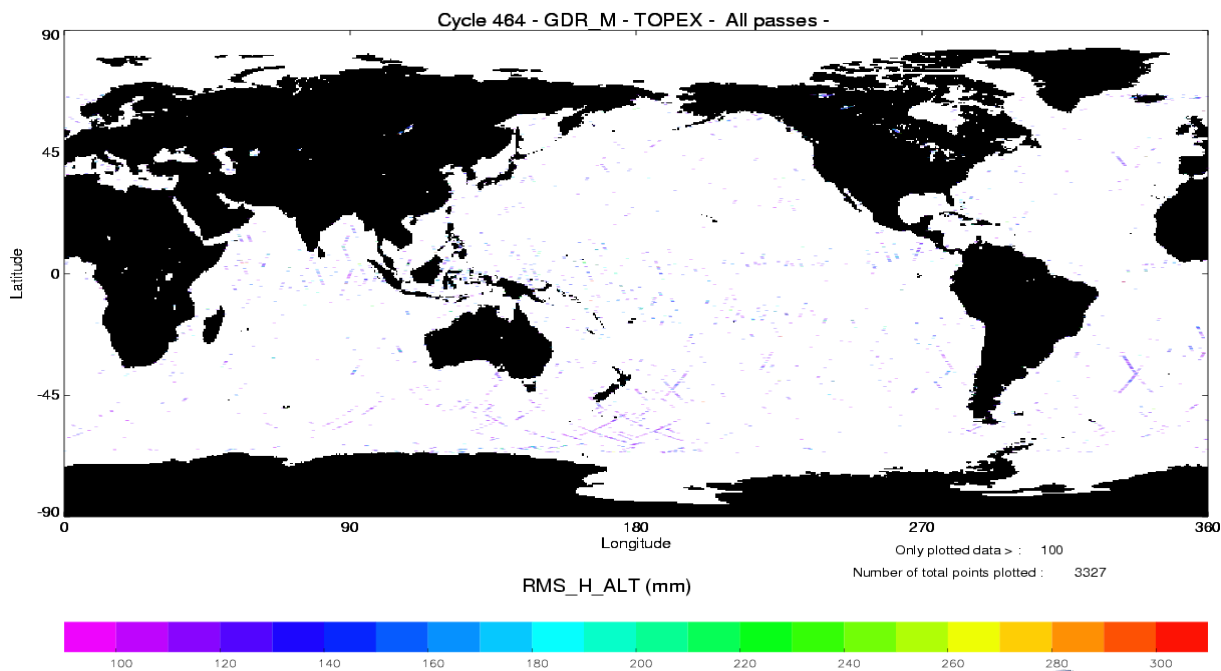 Cycle 464 - GDR_M - TOPEX - All passes -
90
45
0
-45
-90
Latitude
0 90 180 270 360
Longitude
Only plotted data > : 100
Number of total points plotted : 3327
RMS_H_ALT (mm)
100 120 140 160 180 200 220 240 260 280 300